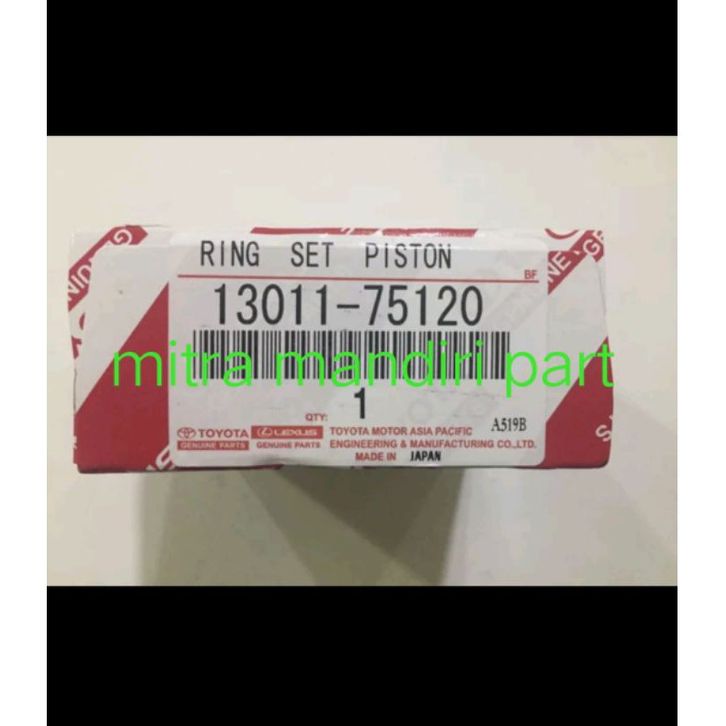 RING SET PISTON
BF
13011-75120
mitra mandiri part
QTY: 1
A519B
TOYOTA LEXUS TOYOTA MOTOR ASIA PACIFIC
GENUINE PARTS GENUINE PARTS ENGINEERING & MANUFACTURING CO.,LTD.
MADE IN JAPAN